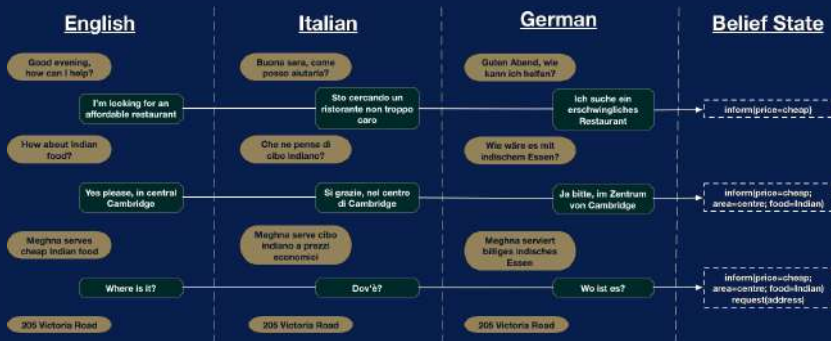 English
Italian
German
Belief State
Good evening,
how can I help?
Buona sera, come
posso aiutarla?
Guten Abend, wie
kann ich helfen?
I'm looking for an
affordable restaurant
Sto cercando un
ristorante non troppo
caro
Ich suche ein
erschwingliches
Restaurant
inform(price=cheap)
How about Indian
food?
Che ne pensa di
cibo Indiano?
Wie wäre es mit
indischem Essen?
Yes please, in central
Cambridge
Si grazie, nel centro
di Cambridge
Ja bitte, im Zentrum
von Cambridge
inform(price=cheap;
area=centre; food=Indian)
Meghna serves
cheap Indian food
Meghna serve cibo
indiano a prezzi
economici
Meghna serviert
billiges indisches
Essen
Where is it?
Dov'è?
Wo ist es?
inform(price=cheap;
area=centre; food=Indian)
request(address)
205 Victoria Road
205 Victoria Road
205 Victoria Road